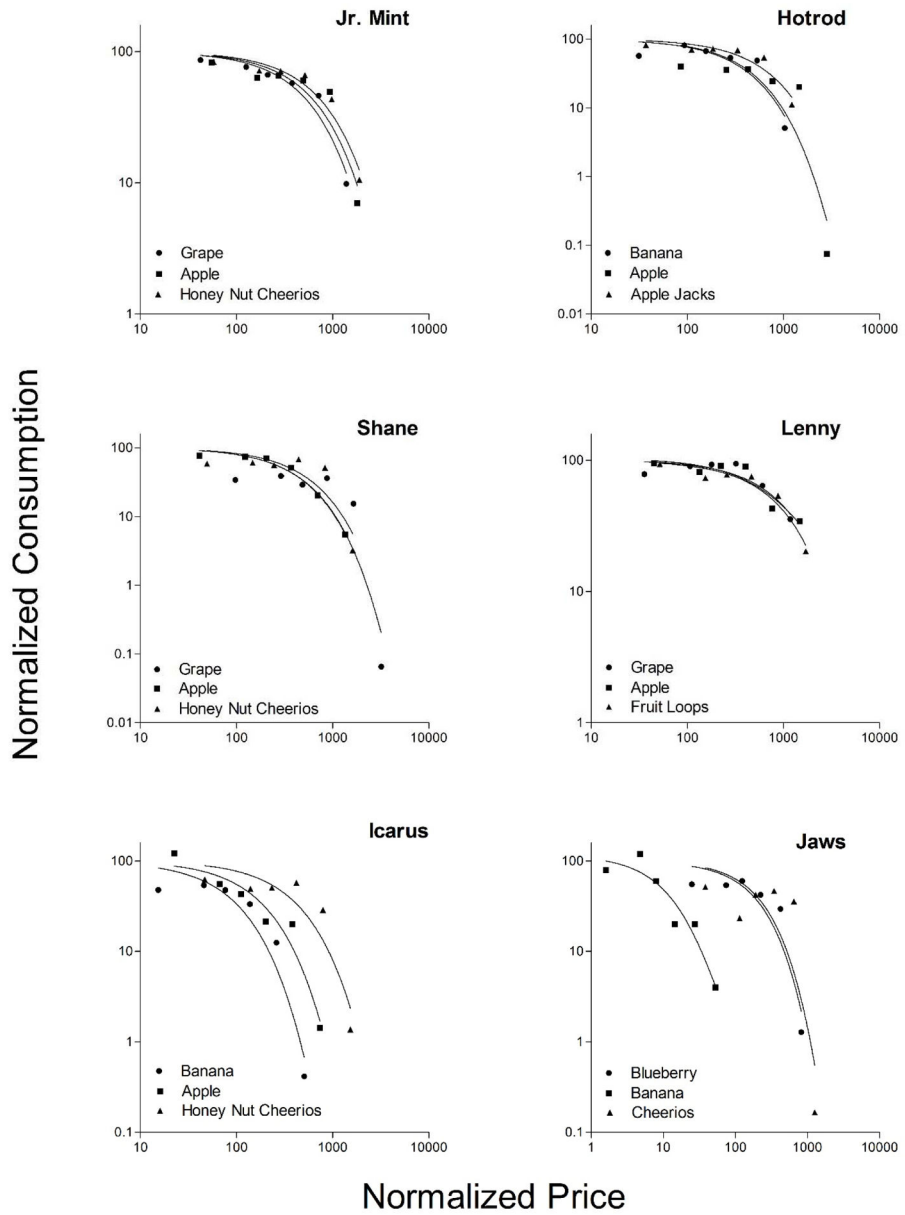 Jr. Mint
100
10
1
10 100 1000 10000
Grape
Apple
Honey Nut Cheerios
Hotrod
100
10
1
0.1
0.01
10 100 1000 10000
Banana
Apple
Apple Jacks
Shane
100
10
1
0.1
0.01
10 100 1000 10000
Grape
Apple
Honey Nut Cheerios
Lenny
100
10
1
10 100 1000 10000
Grape
Apple
Fruit Loops
Icarus
100
10
1
0.1
10 100 1000 10000
Banana
Apple
Honey Nut Cheerios
Jaws
100
10
1
0.1
1 10 100 1000 10000
Blueberry
Banana
Cheerios
Normalized Consumption
Normalized Price